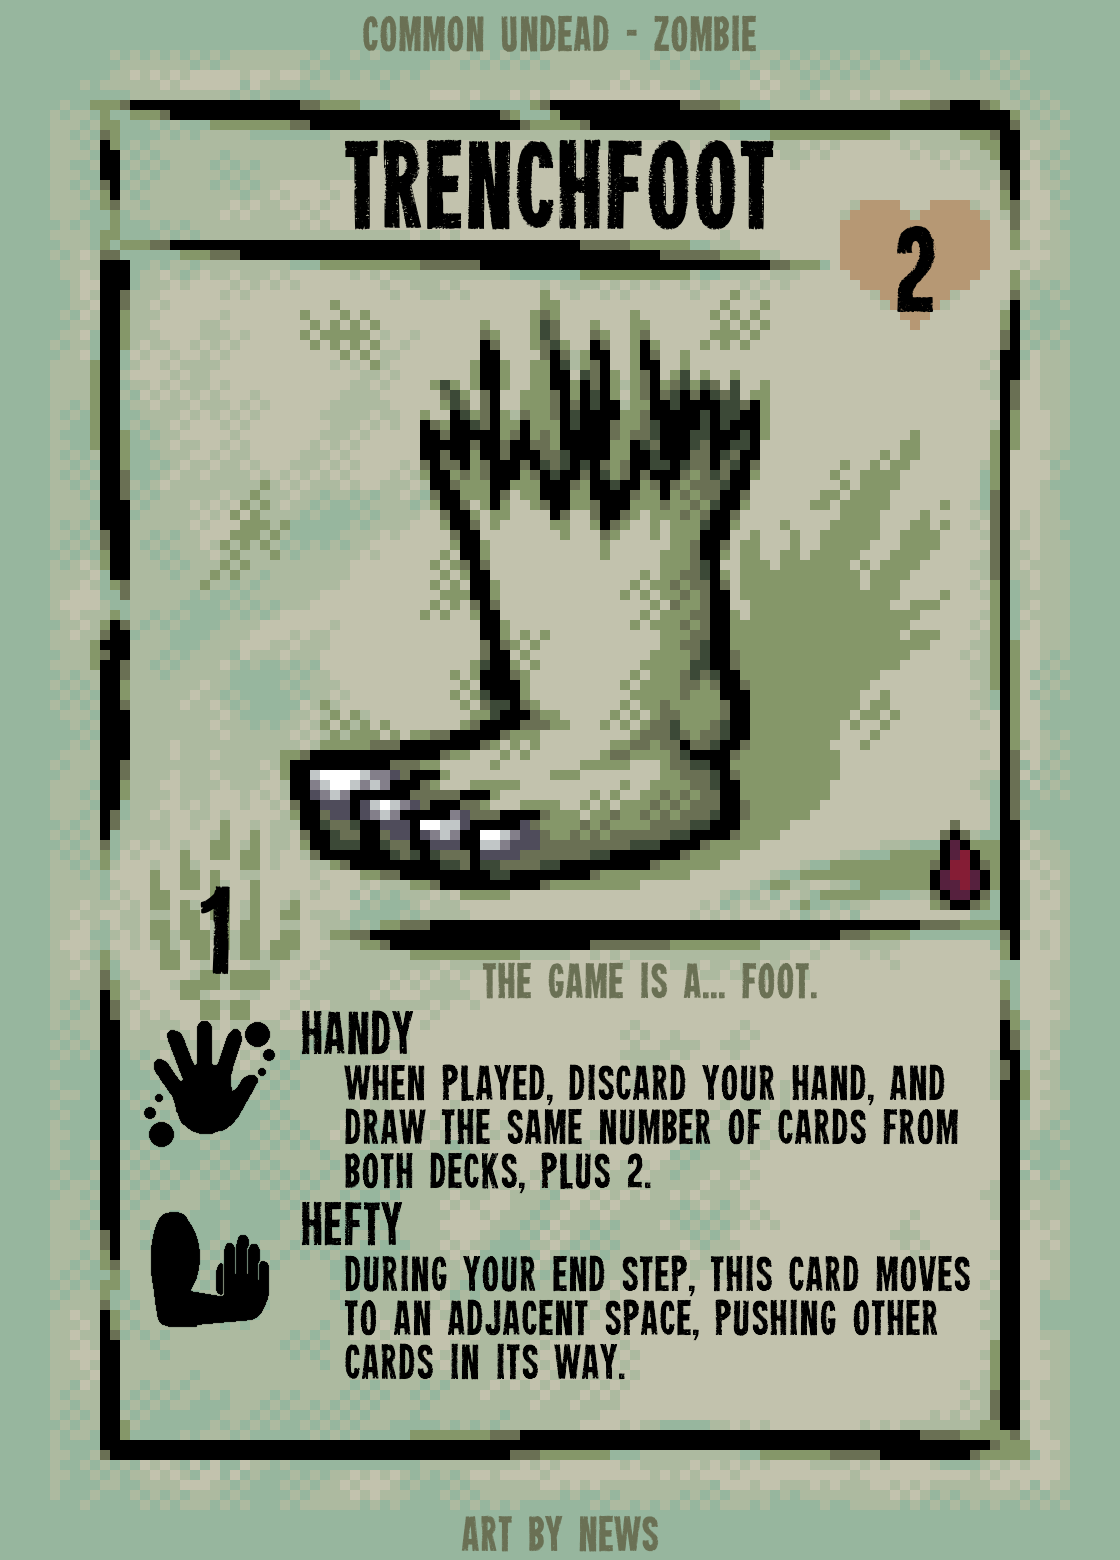 COMMON UNDEAD - ZOMBIE
TRENCHFOOT
2
1
THE GAME IS A... FOOT.
HANDY
WHEN PLAYED, DISCARD YOUR HAND, AND
DRAW THE SAME NUMBER OF CARDS FROM
BOTH DECKS, PLUS 2.
HEFTY
DURING YOUR END STEP, THIS CARD MOVES
TO AN ADJACENT SPACE, PUSHING OTHER
CARDS IN ITS WAY.
ART BY NEWS